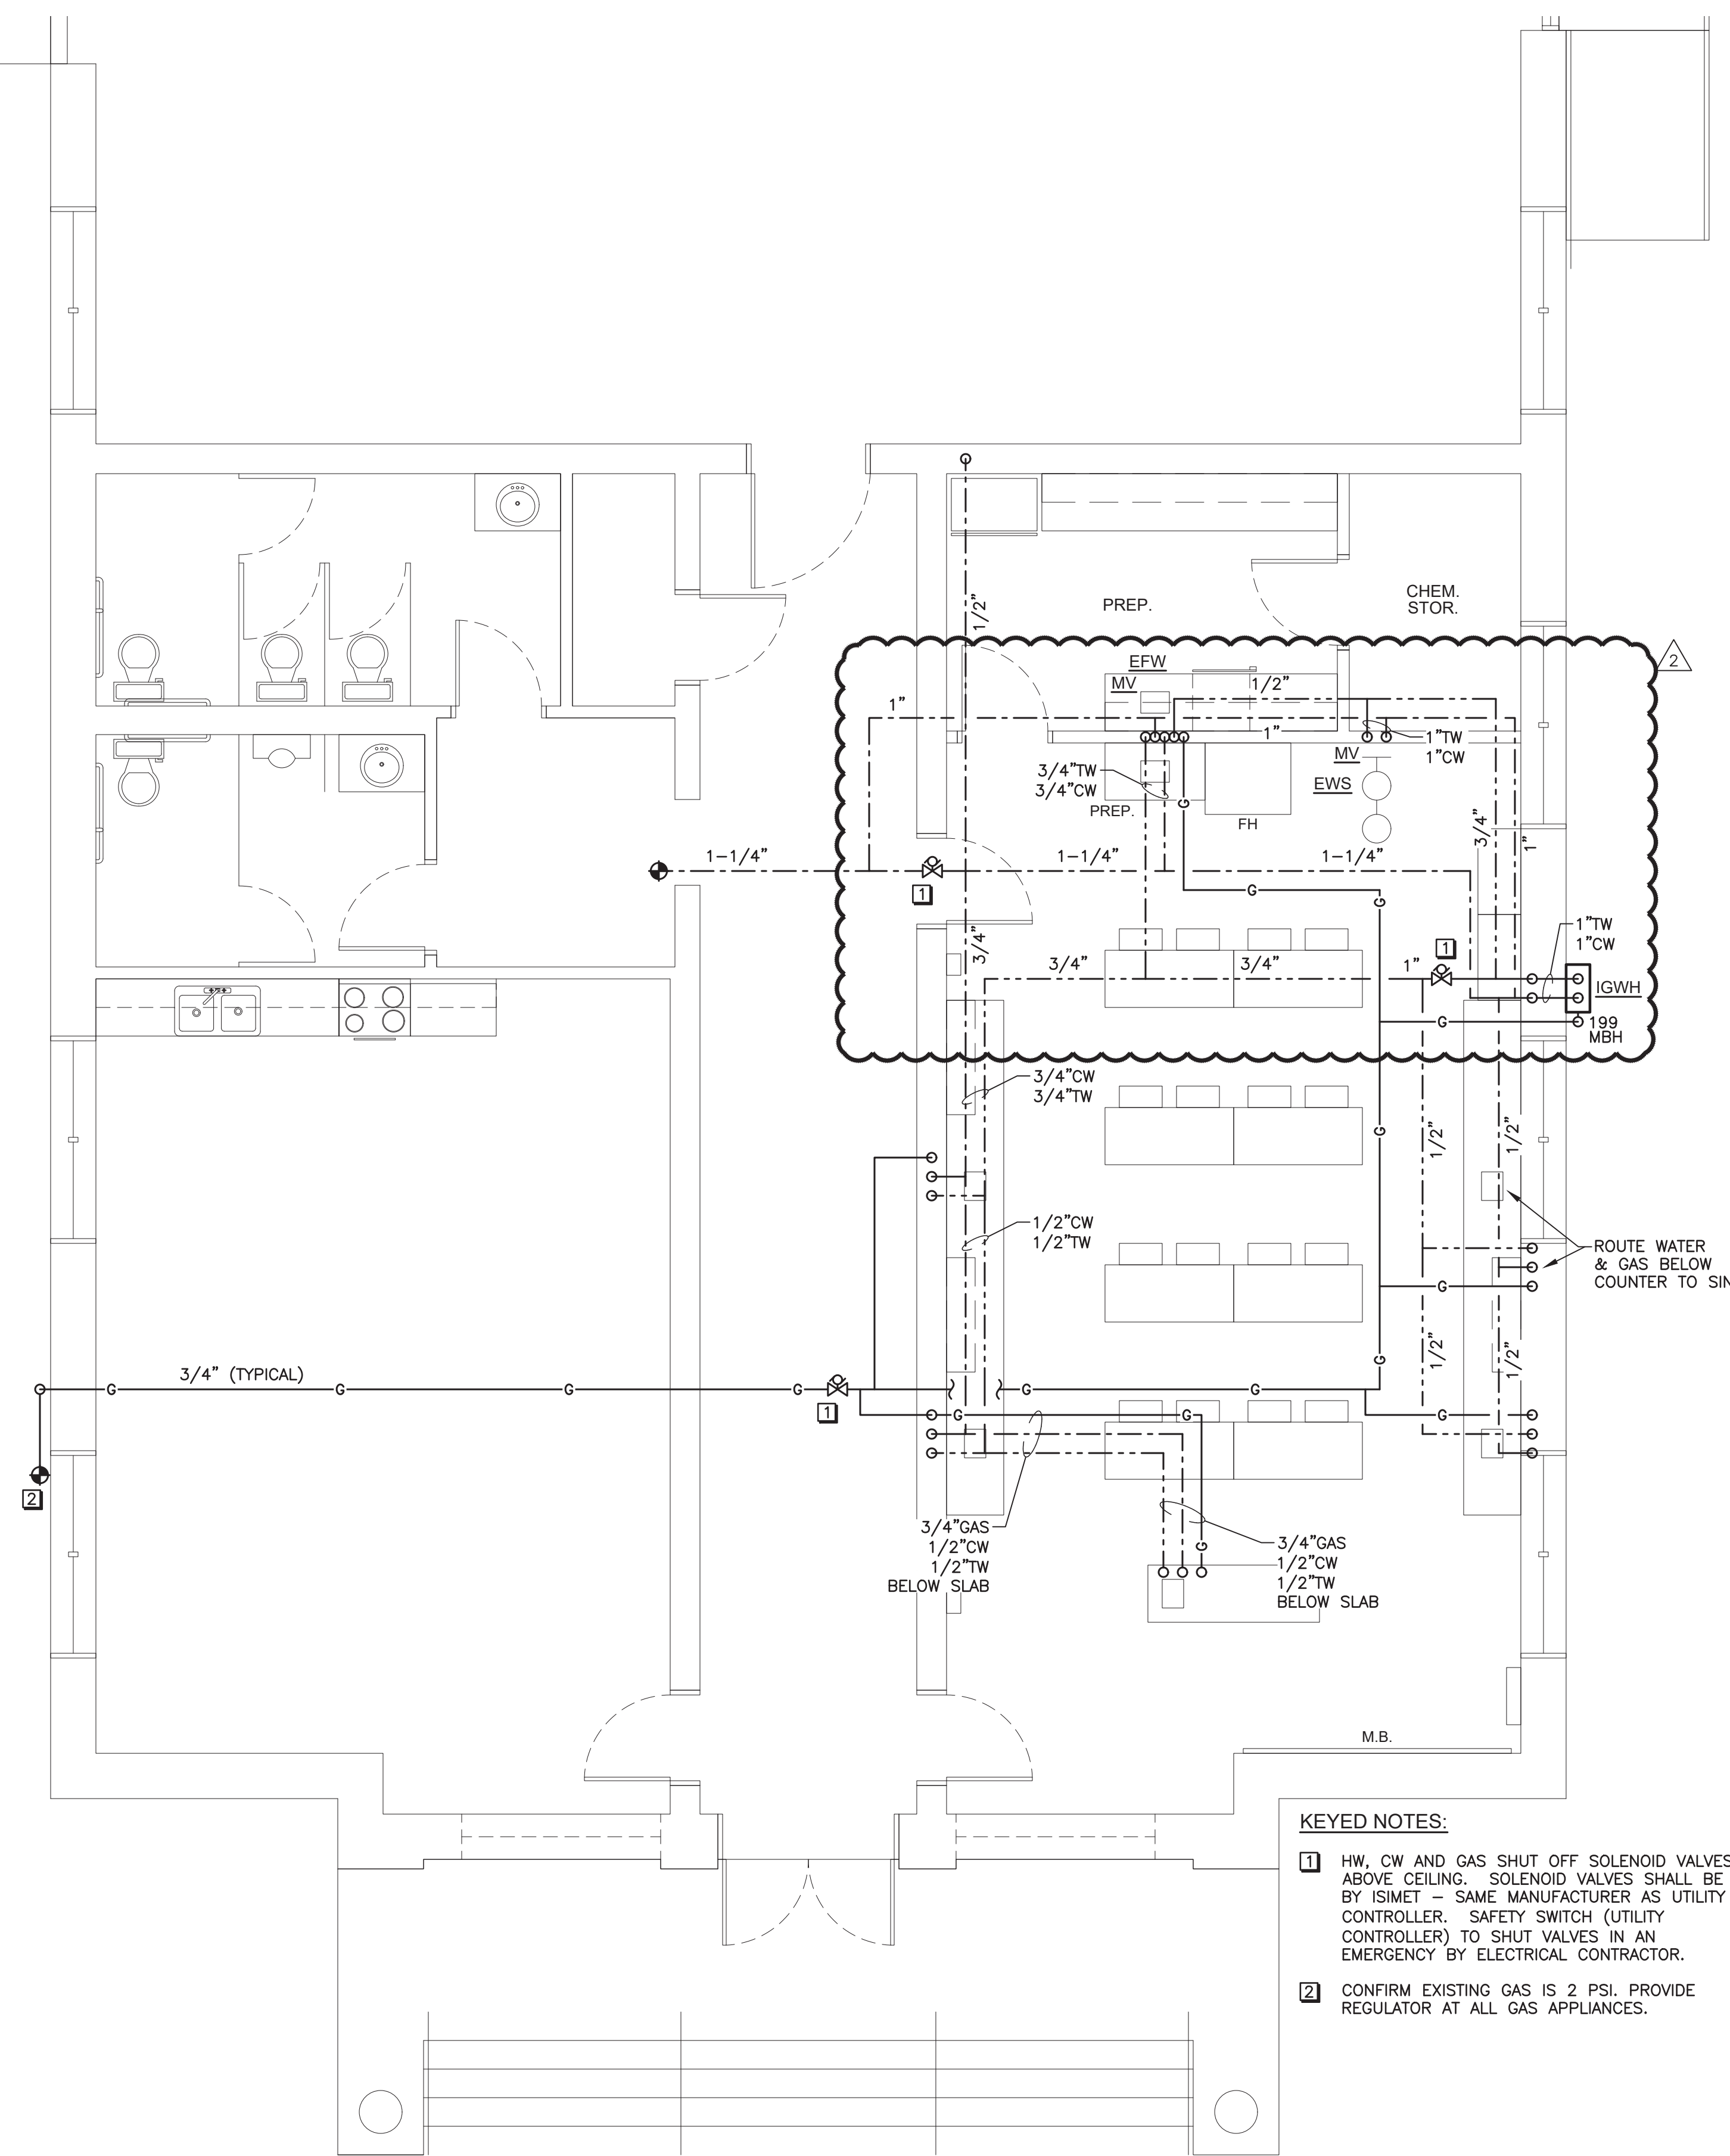 CHEM.
STOR.
PREP.
1/2"
2
EFW
MV
1/2"
1"
1"
1"TW
1"CW
MV
3/4"TW
3/4"CW
EWS
PREP.
FH
G
3/4"
1"
1-1/4"
1-1/4"
1-1/4"
1
G
G
1"TW
1"CW
3/4"
1
3/4"
3/4"
1"
IGWH
G
199
MBH
3/4"CW
3/4"TW
G
1/2"
1/2"
1/2"CW
1/2"TW
ROUTE WATER
& GAS BELOW
COUNTER TO SIN
G
G
1/2"
1/2"
3/4" (TYPICAL)
G
G
G
G
G
G
1
G
G
G
2
3/4"GAS
1/2"CW
1/2"TW
BELOW SLAB
G
3/4"GAS
1/2"CW
1/2"TW
BELOW SLAB
M.B.
KEYED NOTES:
1 HW, CW AND GAS SHUT OFF SOLENOID VALVES
ABOVE CEILING. SOLENOID VALVES SHALL BE
BY ISIMET – SAME MANUFACTURER AS UTILITY
CONTROLLER. SAFETY SWITCH (UTILITY
CONTROLLER) TO SHUT VALVES IN AN
EMERGENCY BY ELECTRICAL CONTRACTOR.
2 CONFIRM EXISTING GAS IS 2 PSI. PROVIDE
REGULATOR AT ALL GAS APPLIANCES.